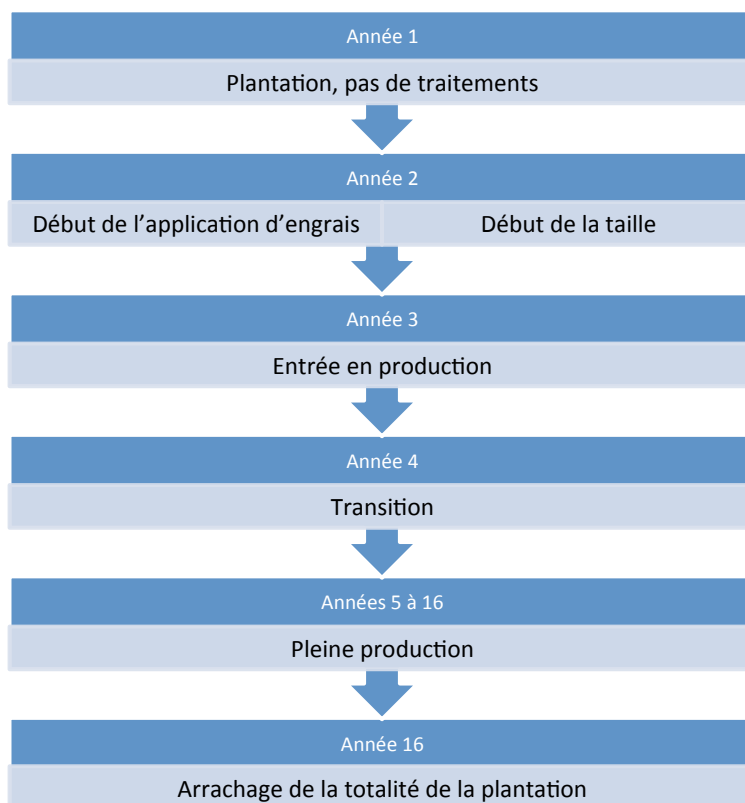 Année 1
Plantation, pas de traitements
Année 2
Début de l’application d’engrais
Début de la taille
Année 3
Entrée en production
Année 4
Transition
Années 5 à 16
Pleine production
Année 16
Arrachage de la totalité de la plantation